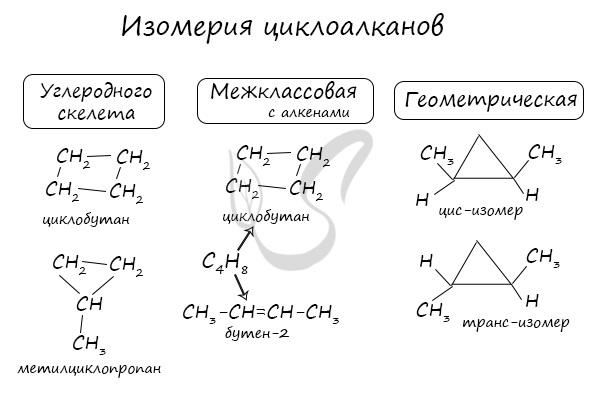 Изомерия циклоалканов
Углеродного
скелета
CH₂ CH₂
CH₂ CH₂
циклобутан
CH₂ CH₂
CH
CH₃
метилциклопропан
Межклассовая
с алкенами
CH₂ CH₂
CH₂ CH₂
циклобутан
C₄H₈
CH₃-CH=CH-CH₃
бутен-2
Геометрическая
CH₃ CH₃
H H
цис-изомер
H CH₃
CH₃ H
транс-изомер